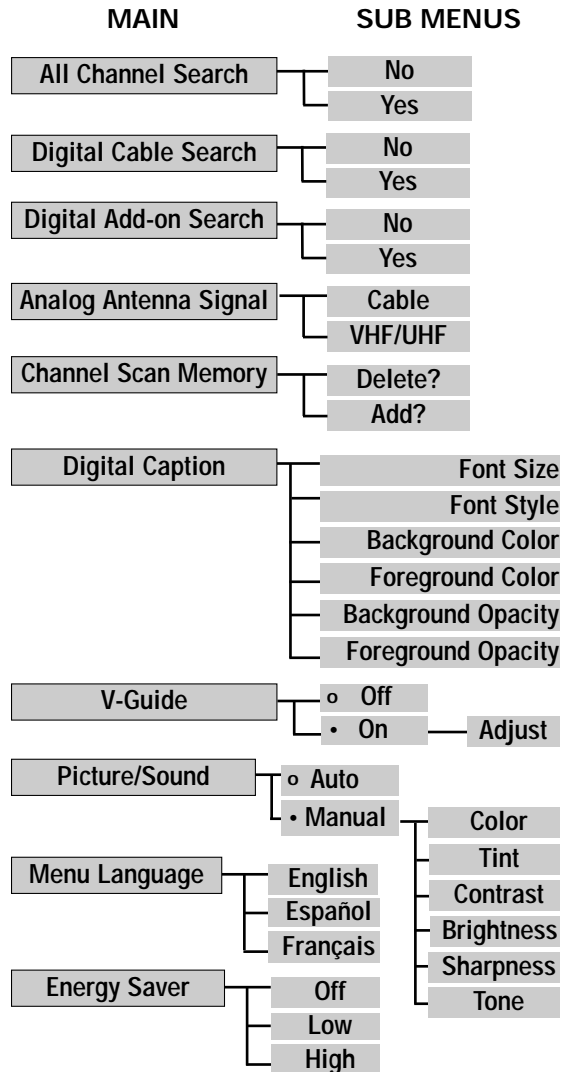 MAIN SUB MENUS
All Channel Search
No
Yes
Digital Cable Search
No
Yes
Digital Add-on Search
No
Yes
Analog Antenna Signal
Cable
VHF/UHF
Channel Scan Memory
Delete?
Add?
Digital Caption
Font Size
Font Style
Background Color
Foreground Color
Background Opacity
Foreground Opacity
V-Guide
o Off
• On
Adjust
Picture/Sound
o Auto
• Manual
Color
Tint
Contrast
Brightness
Sharpness
Tone
Menu Language
English
Español
Français
Energy Saver
Off
Low
High